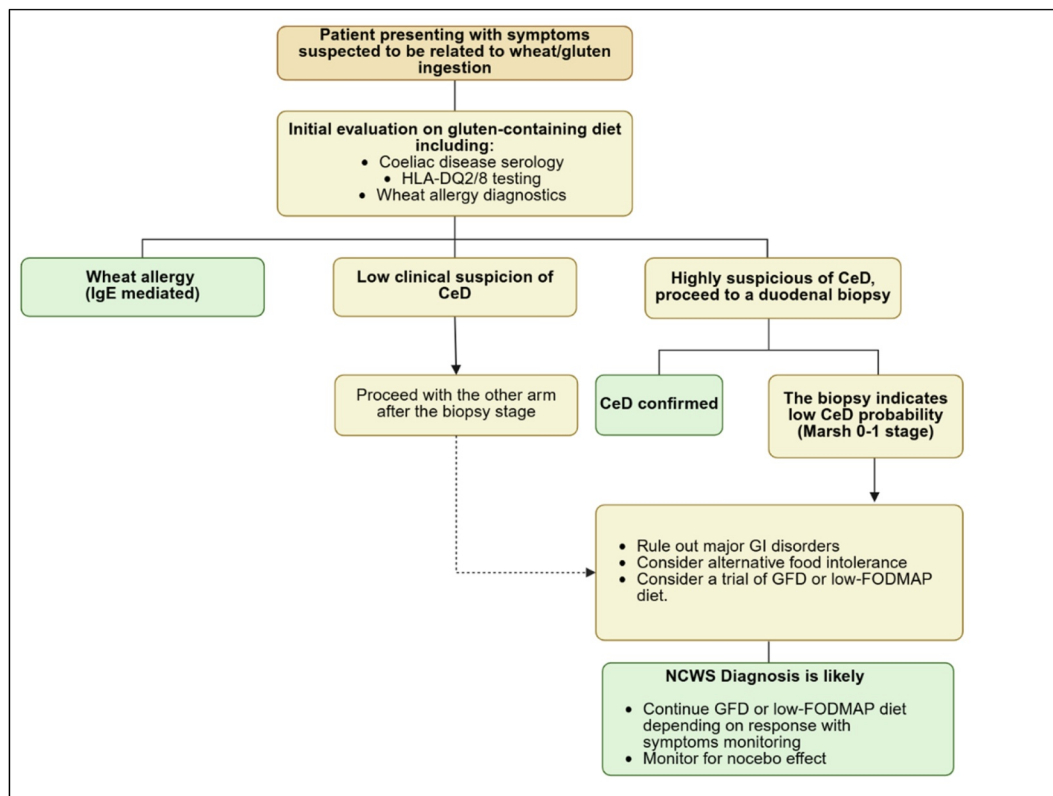 Patient presenting with symptoms
suspected to be related to wheat/gluten
ingestion
Initial evaluation on gluten-containing diet
including:
• Coeliac disease serology
• HLA-DQ2/8 testing
• Wheat allergy diagnostics
Wheat allergy
(IgE mediated)
Low clinical suspicion of
CeD
Highly suspicious of CeD,
proceed to a duodenal biopsy
Proceed with the other arm
after the biopsy stage
CeD confirmed
The biopsy indicates
low CeD probability
(Marsh 0-1 stage)
• Rule out major GI disorders
• Consider alternative food intolerance
• Consider a trial of GFD or low-FODMAP
diet.
NCWS Diagnosis is likely
• Continue GFD or low-FODMAP diet
depending on response with
symptoms monitoring
• Monitor for nocebo effect